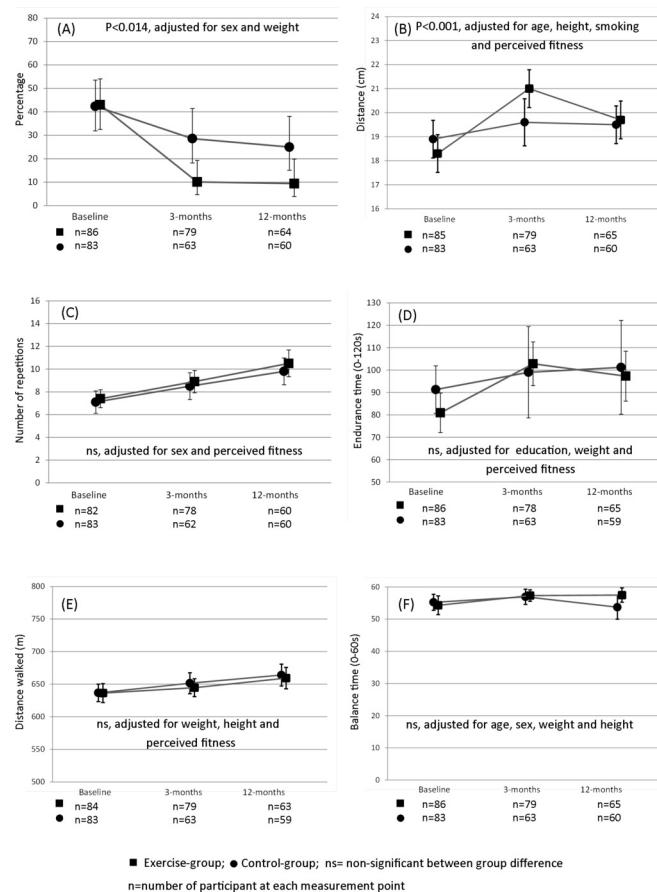 (A)
P<0.014, adjusted for sex and weight
Percentage
80
70
60
50
40
30
20
10
0
Baseline 3-months 12-months
■ n=86 n=79 n=64
● n=83 n=63 n=60
(B)
P<0.001, adjusted for age, height, smoking
and perceived fitness
Distance (cm)
23
22
21
20
19
18
17
16
Baseline 3-months 12-months
■ n=85 n=79 n=65
● n=83 n=63 n=60
(C)
Number of repetitions
16
14
12
10
8
6
4
2
0
ns, adjusted for sex and perceived fitness
Baseline 3-months 12-months
■ n=82 n=78 n=60
● n=83 n=62 n=60
(D)
Endurance time (0-120s)
130
120
110
100
90
80
70
60
50
ns, adjusted for education, weight and
perceived fitness
Baseline 3-months 12-months
■ n=86 n=78 n=65
● n=83 n=63 n=59
(E)
Distance walked (m)
800
750
700
650
600
550
500
ns, adjusted for weight, height and
perceived fitness
Baseline 3-months 12-months
■ n=84 n=79 n=63
● n=83 n=63 n=59
(F)
Balance time (0-60s)
60
50
40
30
20
10
0
ns, adjusted for age, sex, weight and height
Baseline 3-months 12-months
■ n=86 n=79 n=65
● n=83 n=63 n=60
■ Exercise-group; ● Control-group; ns= non-significant between group difference
n=number of participant at each measurement point